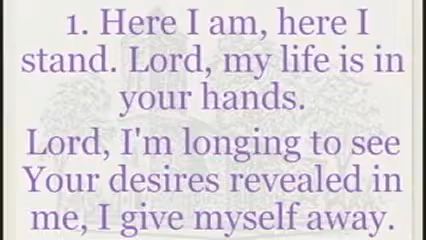 1. Here I am, here I
stand. Lord, my life is in
your hands.
Lord, I'm longing to see
Your desires revealed in
me, I give myself away.